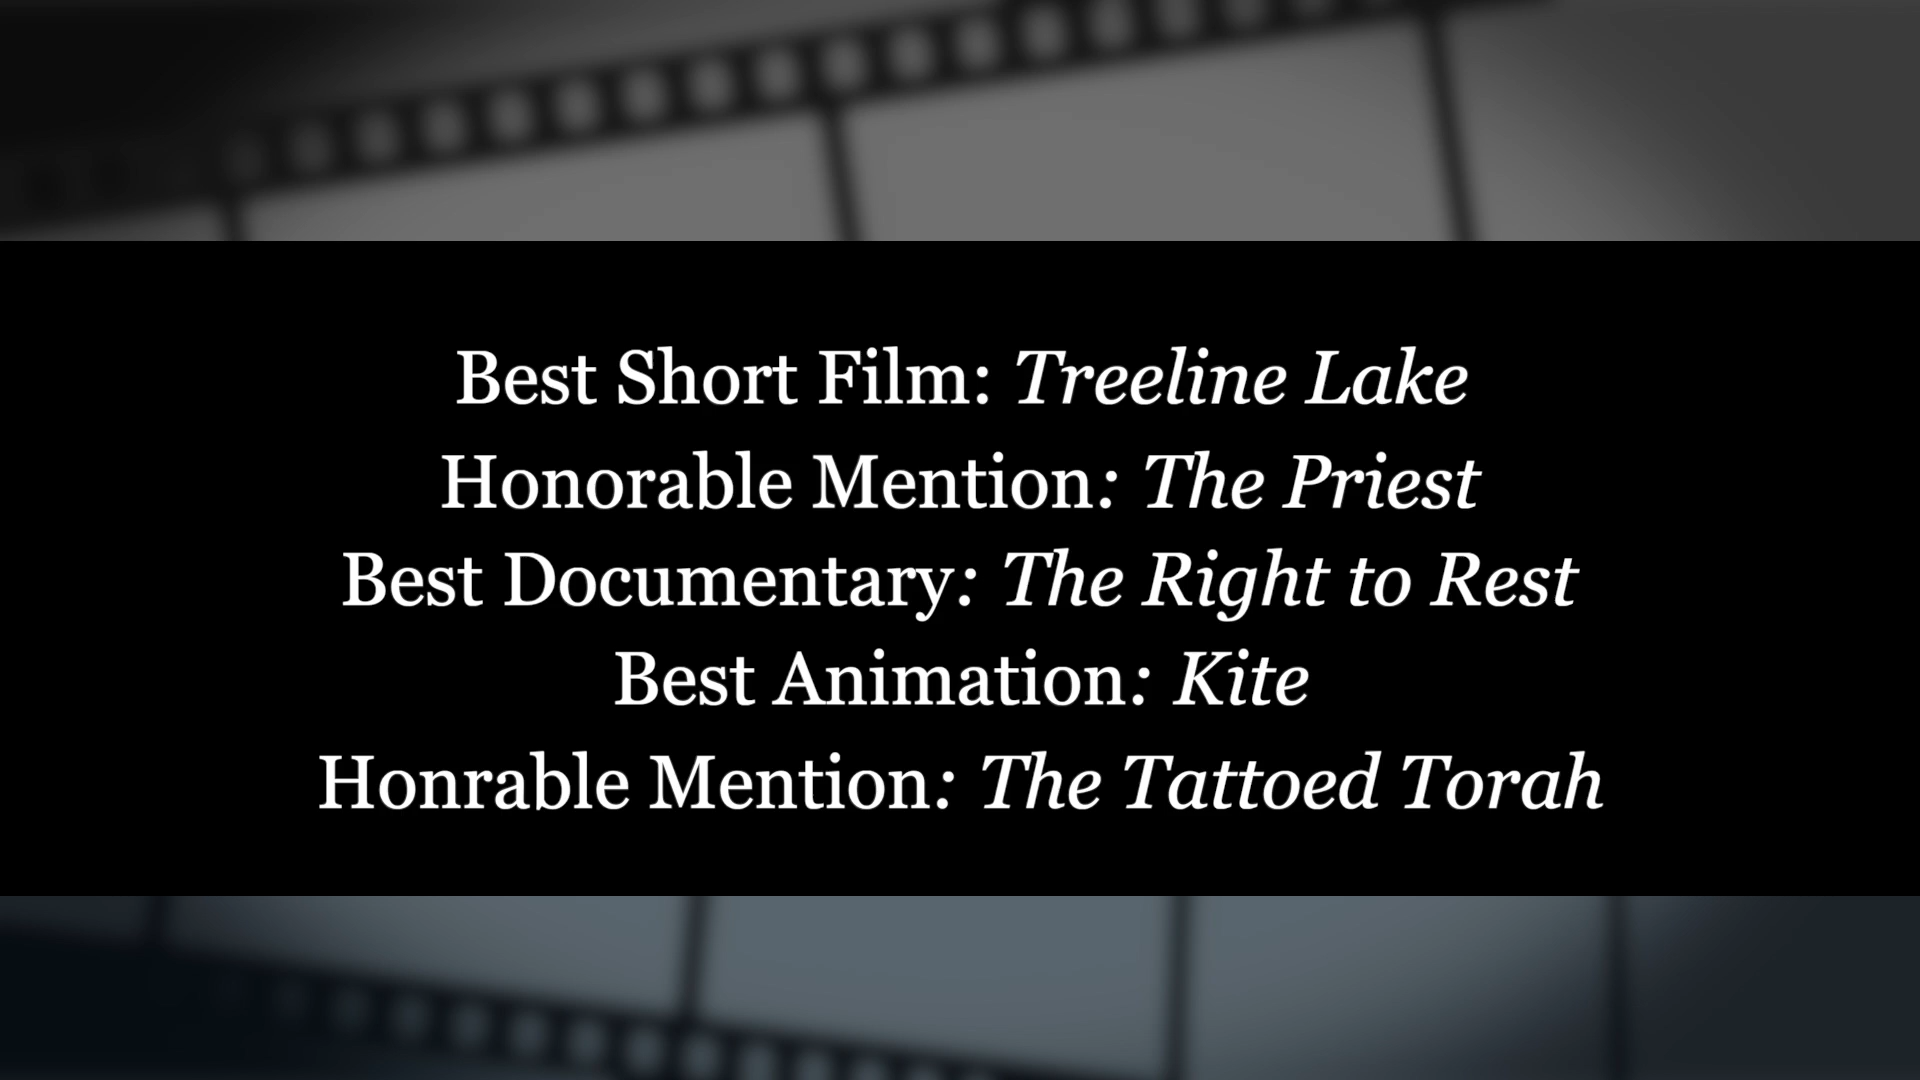 Best Short Film: Treeline Lake
Honorable Mention: The Priest
Best Documentary: The Right to Rest
Best Animation: Kite
Honrable Mention: The Tattoed Torah